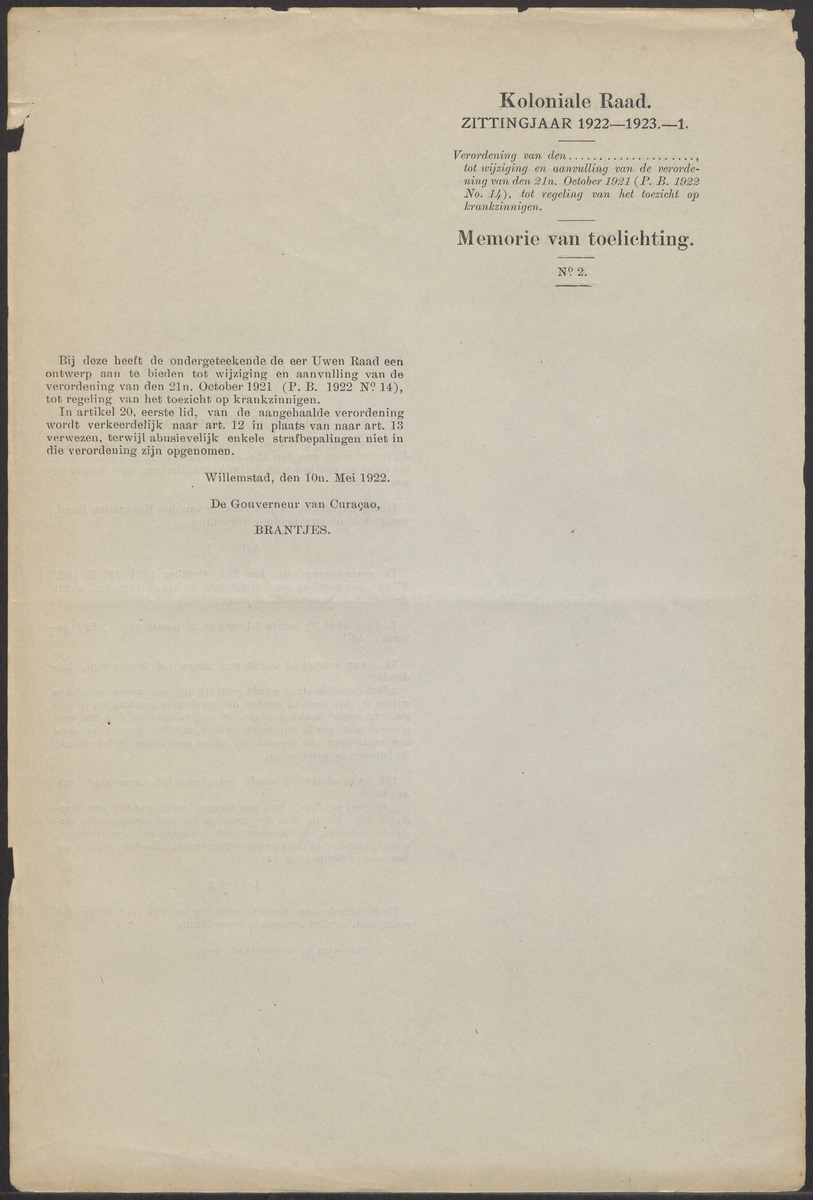 Koloniale Raad.
ZITTINGJAAR 1922—1923.—1.
Verordening van den.....................,
tot wijziging en aanvulling van de verorde-
ning van den 21n. October 1921 (P. B. 1922
No. 14), tot regeling van het toezicht op
krankzinnigen.
Memorie van toelichting.
Nº 2.
Bij deze heeft de ondergeteekende de eer Uwen Raad een
ontwerp aan te bieden tot wijziging en aanvulling van de
verordening van den 21n. October 1921 (P. B. 1922 Nº 14),
tot regeling van het toezicht op krankzinnigen.
In artikel 20, eerste lid, van de aangehaalde verordening
wordt verkeerdelijk naar art. 12 in plaats van naar art. 13
verwezen, terwijl abusievelijk enkele strafbepalingen niet in
die verordening zijn opgenomen.
Willemstad, den 10n. Mei 1922.
De Gouverneur van Curaçao,
BRANTJES.